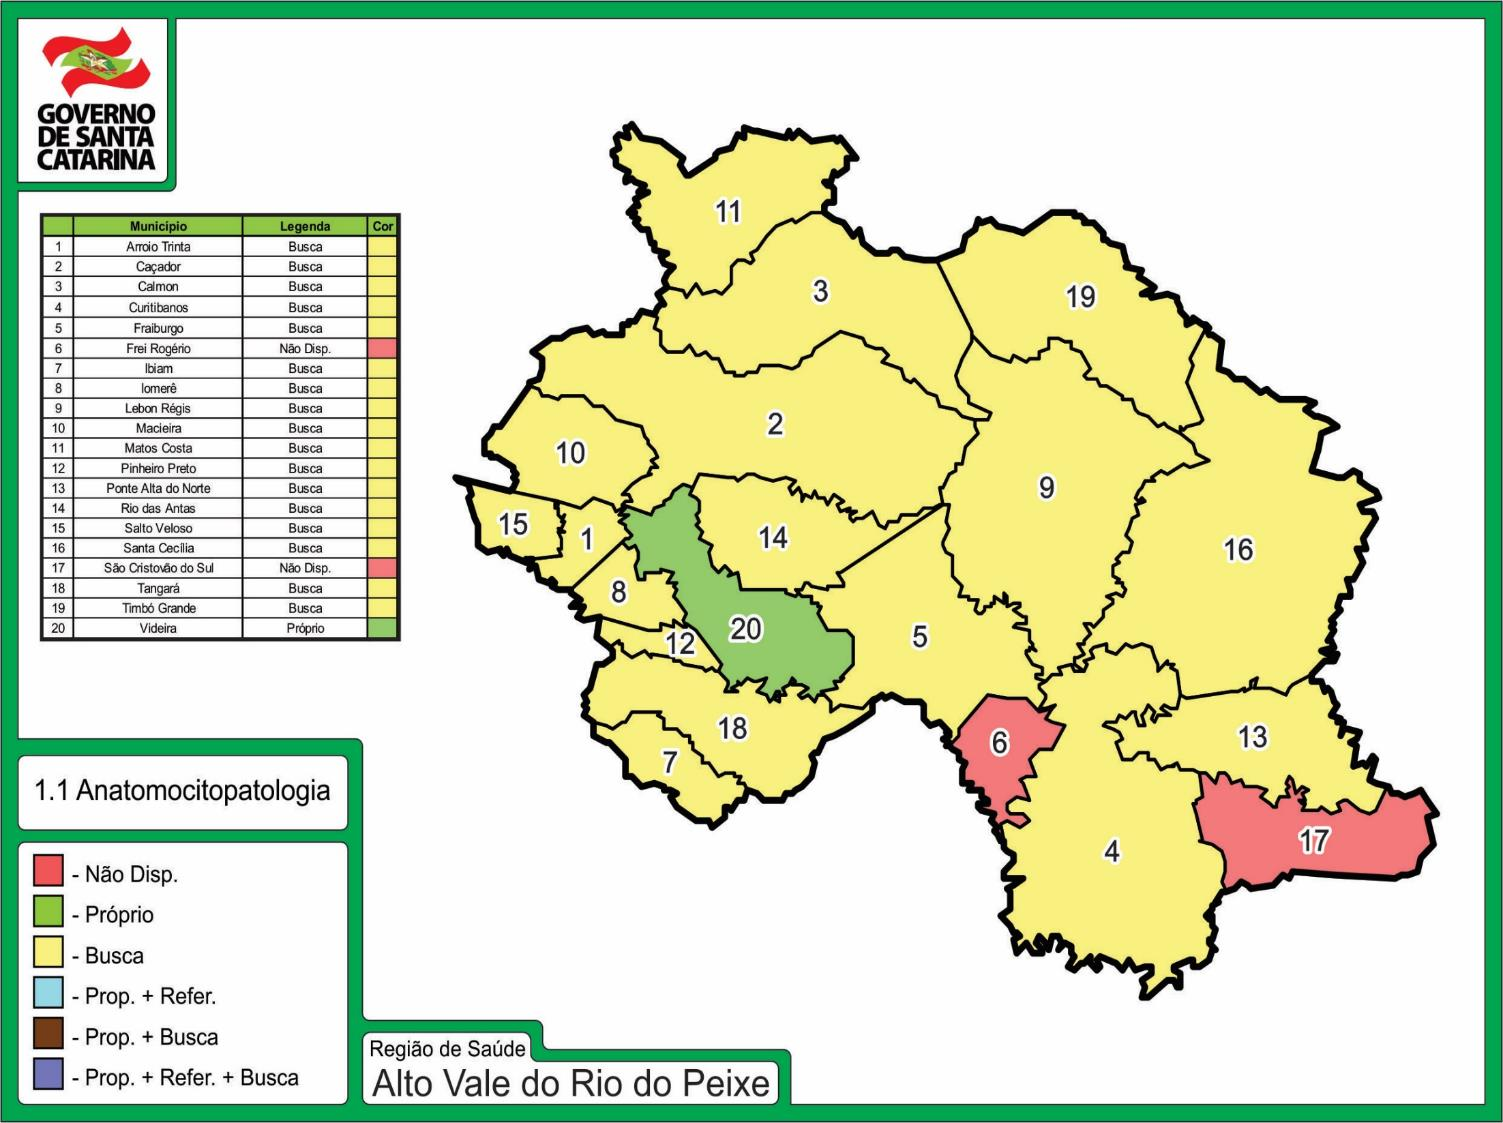 GOVERNO
DE SANTA
CATARINA
Município Legenda Cor
1 Arroio Trinta Busca
2 Caçador Busca
3 Calmon Busca
4 Curitibanos Busca
5 Fraiburgo Busca
6 Frei Rogério Não Disp.
7 Ibiam Busca
8 Iomerê Busca
9 Lebon Régis Busca
10 Macieira Busca
11 Matos Costa Busca
12 Pinheiro Preto Busca
13 Ponte Alta do Norte Busca
14 Rio das Antas Busca
15 Salto Veloso Busca
16 Santa Cecília Busca
17 São Cristovão do Sul Não Disp.
18 Tangará Busca
19 Timbó Grande Busca
20 Videira Próprio
11
3
19
2
10
9
15
1
14
16
8
20
12
5
18
7
6
13
4
17
1.1 Anatomocitopatologia
- Não Disp.
- Próprio
- Busca
- Prop. + Refer.
- Prop. + Busca
- Prop. + Refer. + Busca
Região de Saúde
Alto Vale do Rio do Peixe